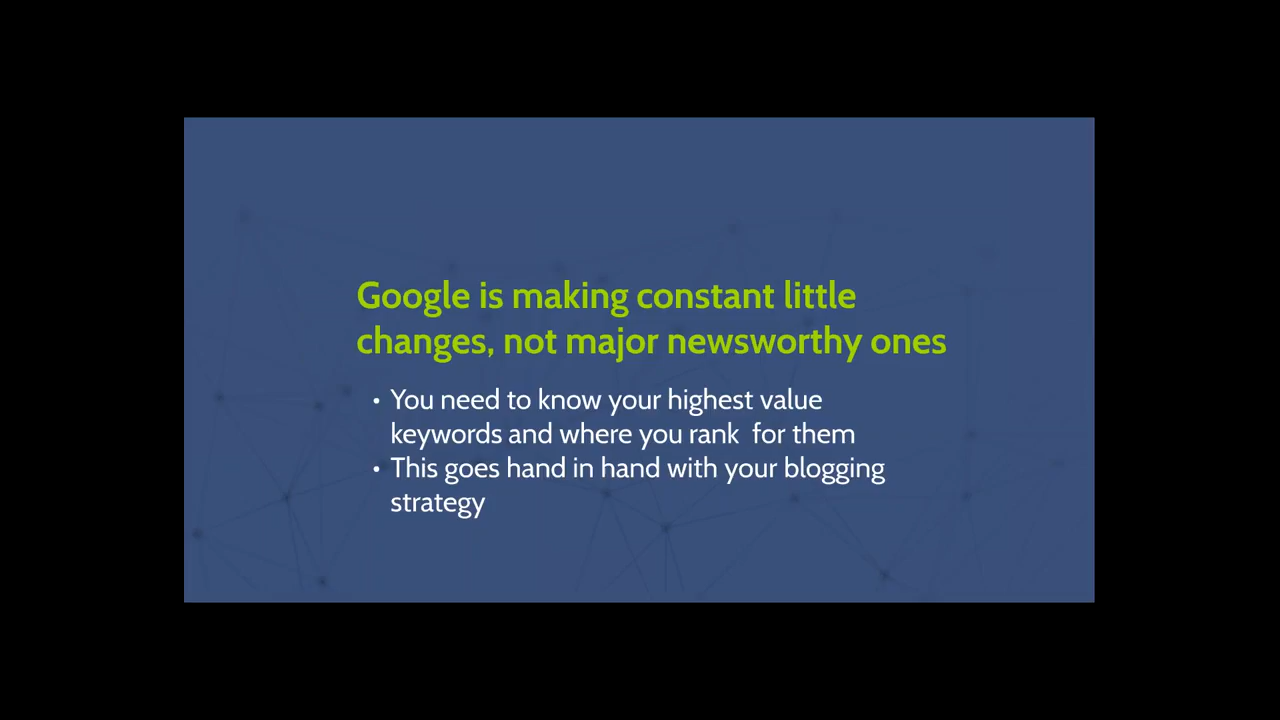 Google is making constant little
changes, not major newsworthy ones
• You need to know your highest value
keywords and where you rank  for them
• This goes hand in hand with your blogging
strategy